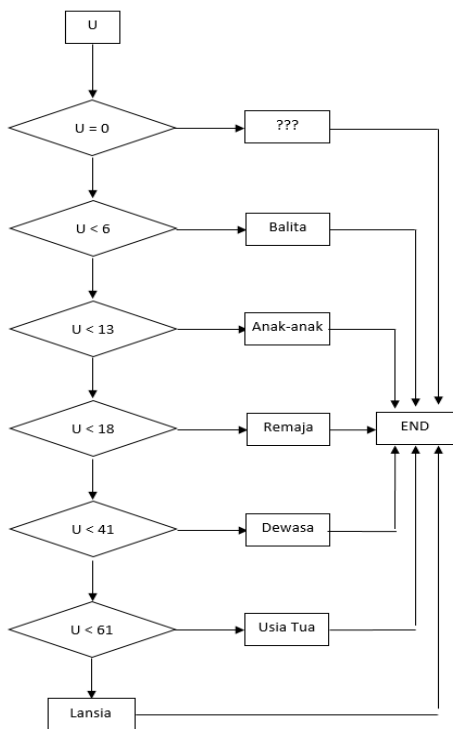 U
U = 0
???
U < 6
Balita
U < 13
Anak-anak
U < 18
Remaja
END
U < 41
Dewasa
U < 61
Usia Tua
Lansia